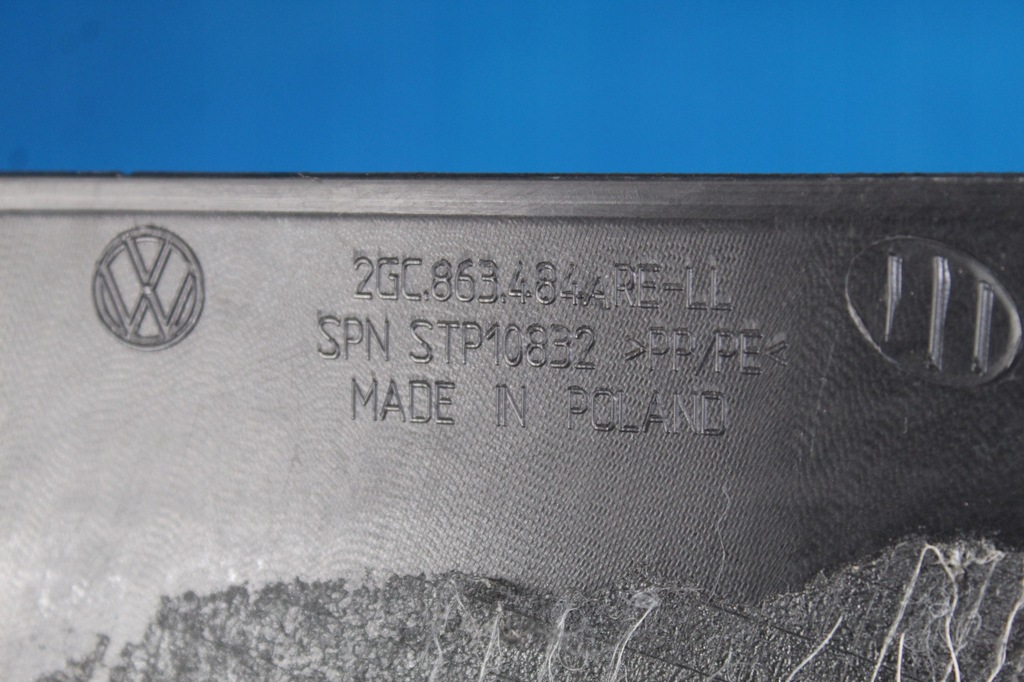 2GC.863.484.A RE-LL
SPN STP10832 >PP/PE<
MADE IN POLAND